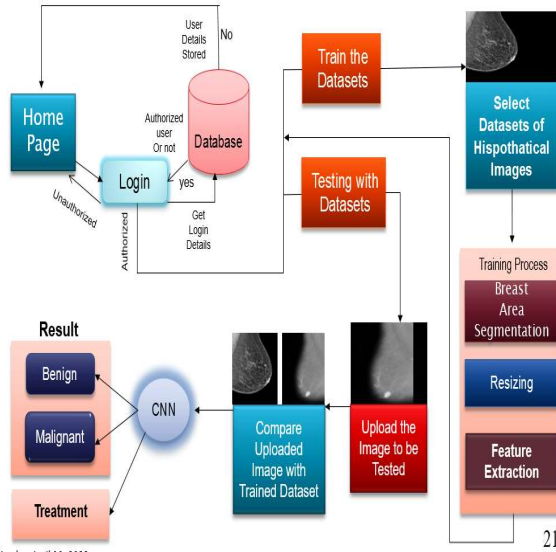 User
Details
Stored
No
Home
Page
Authorized
user
Or not
Database
Login
yes
Unauthorized
Authorized
Get
Login
Details
Train the
Datasets
Testing with
Datasets
Select
Datasets of
Hispothatical
Images
Training Process
Breast
Area
Segmentation
Resizing
Feature
Extraction
Result
Benign
Malignant
Treatment
CNN
Compare
Uploaded
Image with
Trained Dataset
Upload the
Image to be
Tested
21